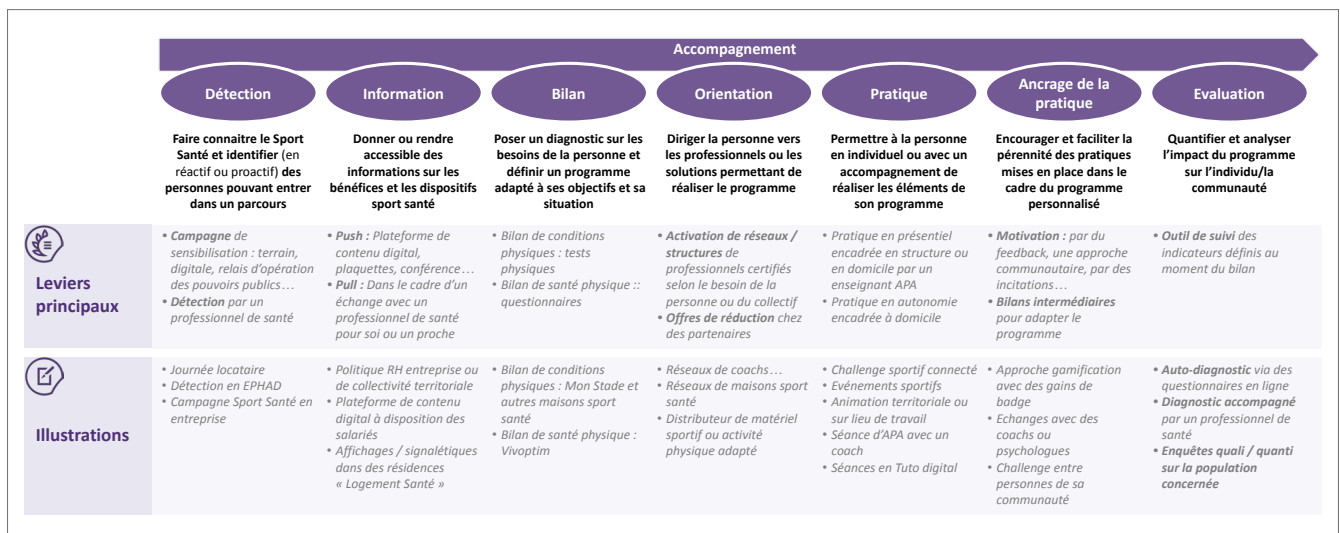 Accompagnement
Détection
Information
Bilan
Orientation
Pratique
Ancrage de la
pratique
Evaluation
Faire connaitre le Sport
Santé et identifier (en
réactif ou proactif) des
personnes pouvant entrer
dans un parcours
Donner ou rendre
accessible des
informations sur les
bénéfices et les dispositifs
sport santé
Poser un diagnostic sur les
besoins de la personne et
définir un programme
adapté à ses objectifs et sa
situation
Diriger la personne vers
les professionnels ou les
solutions permettant de
réaliser le programme
Permettre à la personne
en individuel ou avec un
accompagnement de
réaliser les éléments de
son programme
Encourager et faciliter la
pérennité des pratiques
mises en place dans le
cadre du programme
personnalisé
Quantifier et analyser
l'impact du programme
sur l'individu/la
communauté
Leviers
principaux
• Campagne de
sensibilisation : terrain,
digitale, relais d'opération
des pouvoirs publics…
• Détection par un
professionnel de santé
• Push : Plateforme de
contenu digital,
plaquettes, conférence…
• Pull : Dans le cadre d'un
échange avec un
professionnel de santé
pour soi ou un proche
• Bilan de conditions
physiques : tests
physiques
• Bilan de santé physique ::
questionnaires
• Activation de réseaux /
structures de
professionnels certifiés
selon le besoin de la
personne ou du collectif
• Offres de réduction chez
des partenaires
• Pratique en présentiel
encadrée en structure ou
en domicile par un
enseignant APA
• Pratique en autonomie
encadrée à domicile
• Motivation : par du
feedback, une approche
communautaire, par des
incitations…
• Bilans intermédiaires
pour adapter le
programme
• Outil de suivi des
indicateurs définis au
moment du bilan
Illustrations
• Journée locataire
• Détection en EPHAD
• Campagne Sport Santé en
entreprise
• Politique RH entreprise ou
de collectivité territoriale
• Plateforme de contenu
digital à disposition des
salariés
• Affichages / signalétiques
dans des résidences
« Logement Santé »
• Bilan de conditions
physiques : Mon Stade et
autres maisons sport
santé
• Bilan de santé physique :
Vivoptim
• Réseaux de coachs…
• Réseaux de maisons sport
santé
• Distributeur de matériel
sportif ou activité
physique adapté
• Challenge sportif connecté
• Evénements sportifs
• Animation territoriale ou
sur lieu de travail
• Séance d'APA avec un
coach
• Séances en Tuto digital
• Approche gamification
avec des gains de
badge
• Echanges avec des
coachs ou
psychologues
• Challenge entre
personnes de sa
communauté
• Auto-diagnostic via des
questionnaires en ligne
• Diagnostic accompagné
par un professionnel de
santé
• Enquêtes quali / quanti
sur la population
concernée